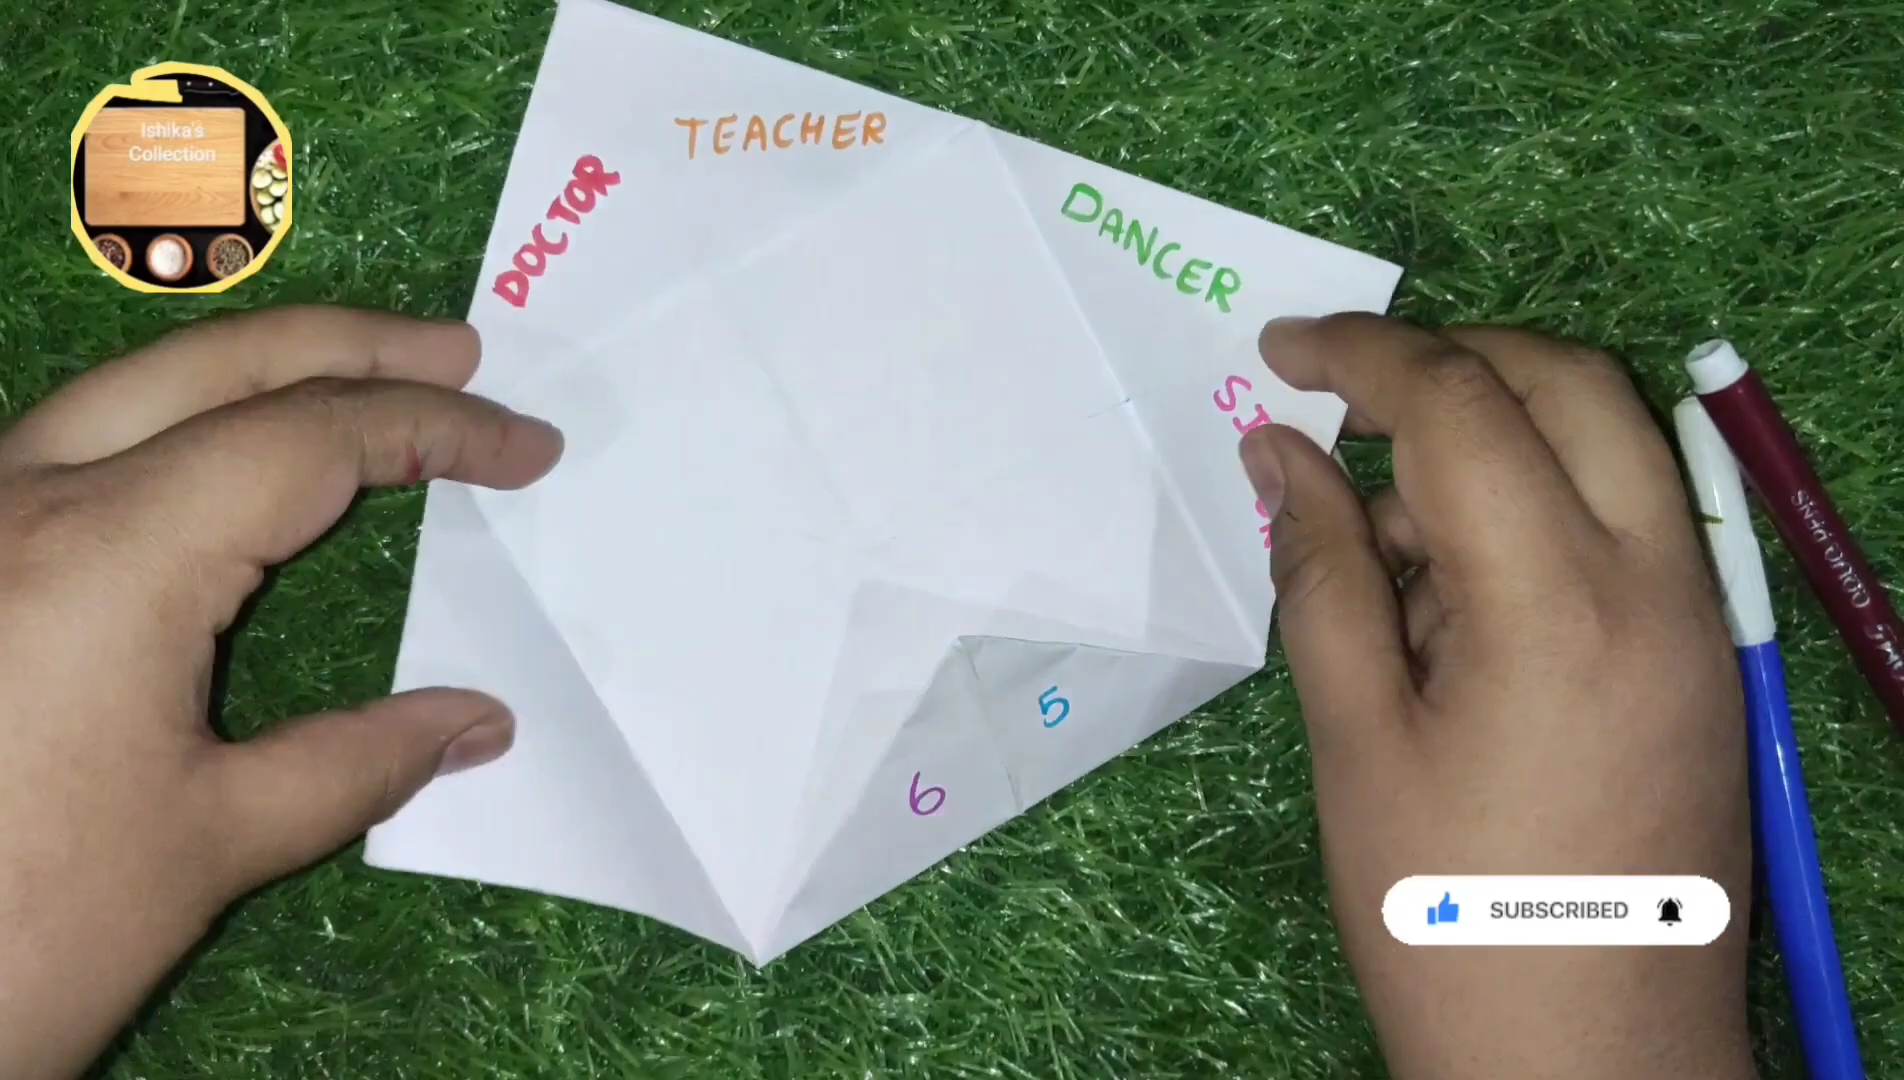 Ishika's
Collection
TEACHER
DOCTOR
DANCER
5
6
SUBSCRIBED